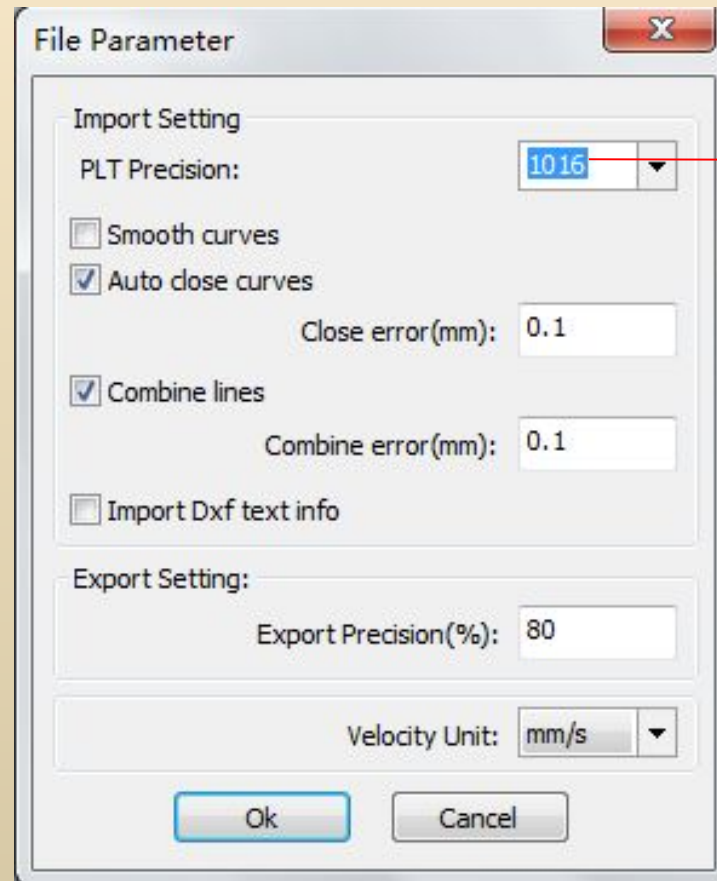 File Parameter
Import Setting
PLT Precision: 1016
Smooth curves
Auto close curves
Close error(mm): 0.1
Combine lines
Combine error(mm): 0.1
Import Dxf text info
Export Setting:
Export Precision(%): 80
Velocity Unit: mm/s
Ok Cancel